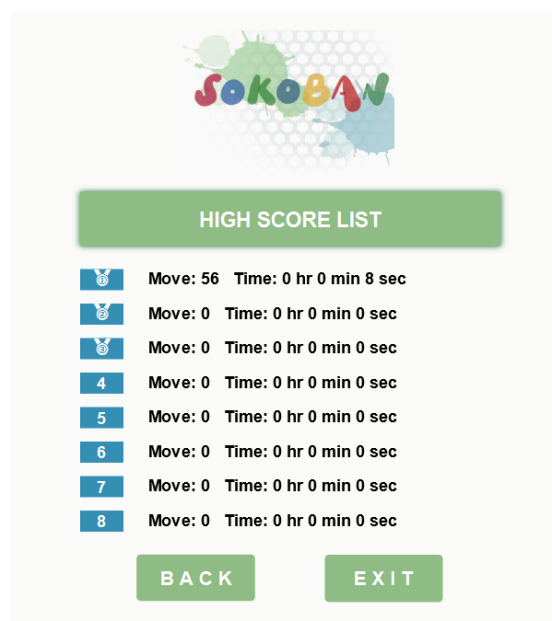 SOKOBAN
HIGH SCORE LIST
1 Move: 56 Time: 0 hr 0 min 8 sec
2 Move: 0 Time: 0 hr 0 min 0 sec
3 Move: 0 Time: 0 hr 0 min 0 sec
4 Move: 0 Time: 0 hr 0 min 0 sec
5 Move: 0 Time: 0 hr 0 min 0 sec
6 Move: 0 Time: 0 hr 0 min 0 sec
7 Move: 0 Time: 0 hr 0 min 0 sec
8 Move: 0 Time: 0 hr 0 min 0 sec
BACK EXIT